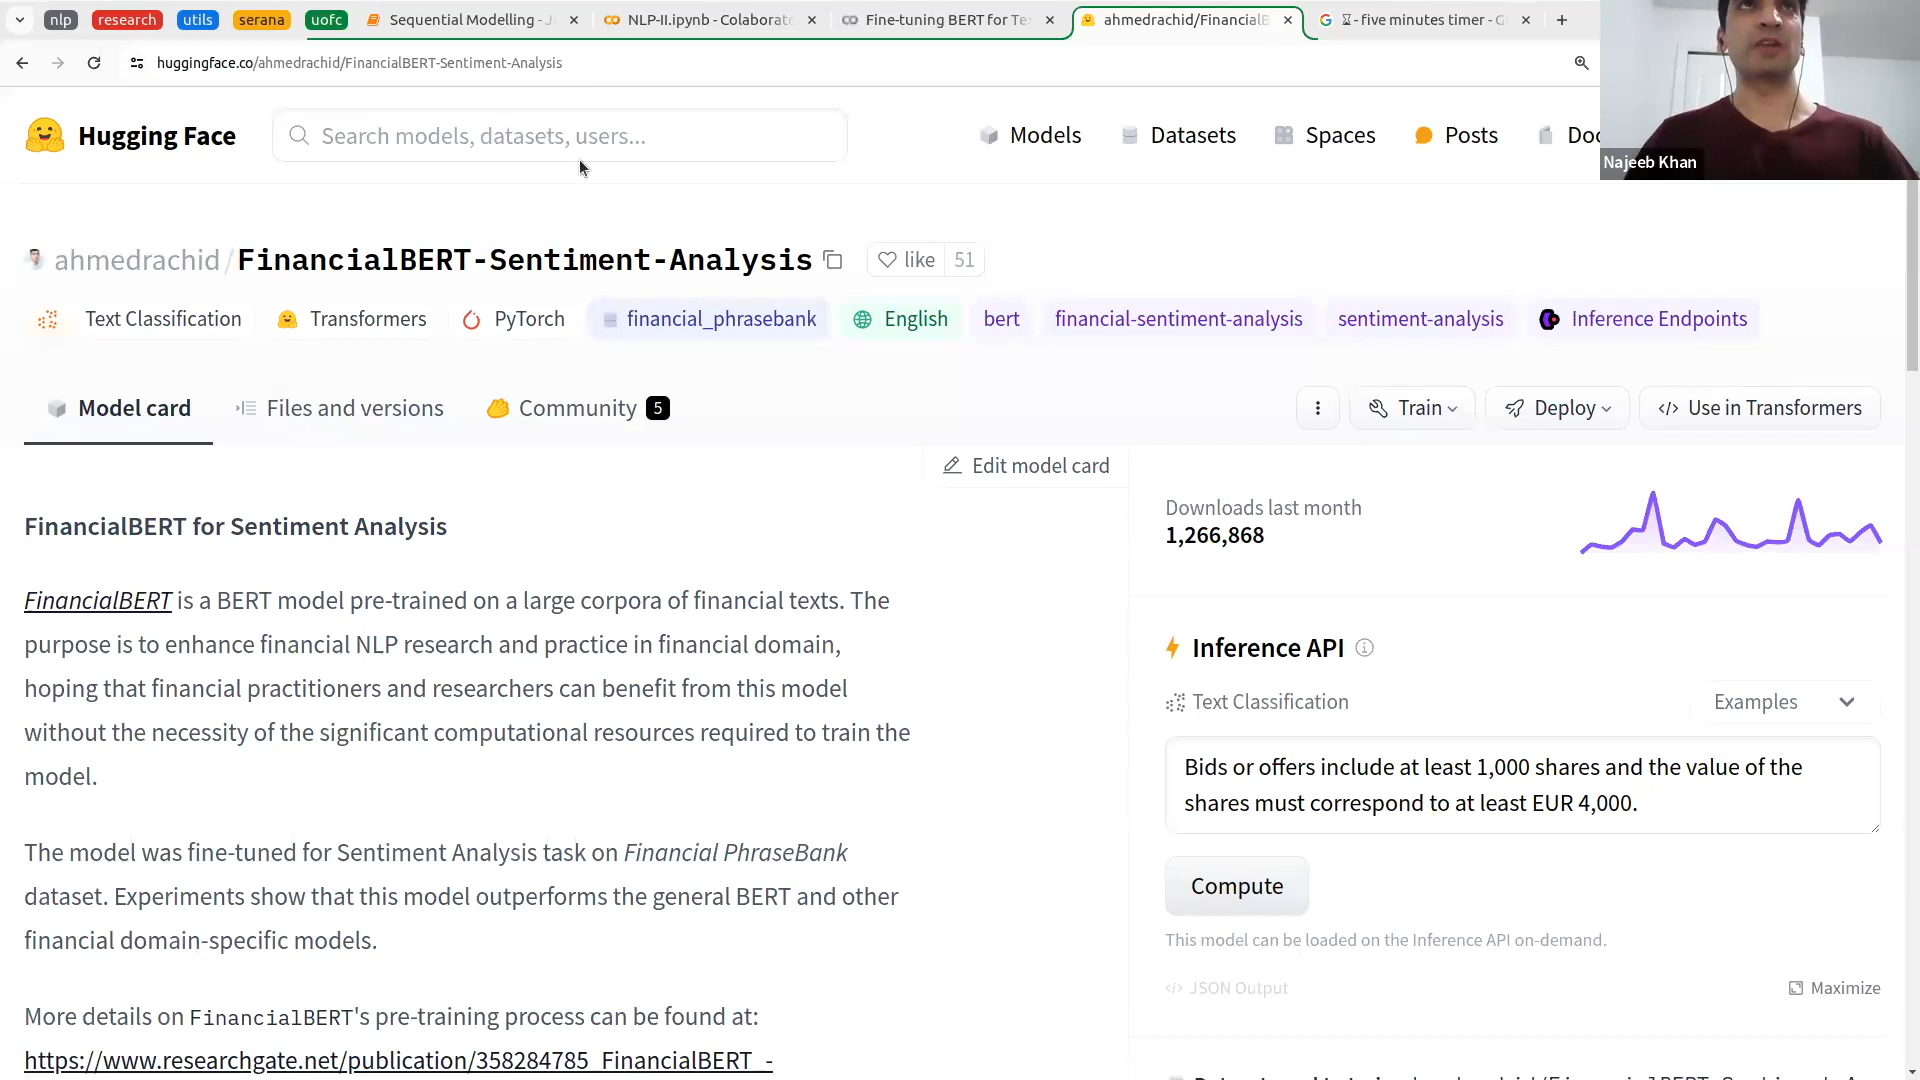 nlp research utils serana uofc Sequential Modelling - J NLP-II.ipynb - Colaborato Fine-tuning BERT for Te ahmedrachid/FinancialB - five minutes timer - G
huggingface.co/ahmedrachid/FinancialBERT-Sentiment-Analysis
Hugging Face Search models, datasets, users... Models Datasets Spaces Posts Doc
Najeeb Khan
ahmedrachid/FinancialBERT-Sentiment-Analysis like 51
Text Classification Transformers PyTorch financial_phrasebank English bert financial-sentiment-analysis sentiment-analysis Inference Endpoints
Model card Files and versions Community 5 Train Deploy </> Use in Transformers
Edit model card
FinancialBERT for Sentiment Analysis
FinancialBERT is a BERT model pre-trained on a large corpora of financial texts. The
purpose is to enhance financial NLP research and practice in financial domain,
hoping that financial practitioners and researchers can benefit from this model
without the necessity of the significant computational resources required to train the
model.
The model was fine-tuned for Sentiment Analysis task on Financial PhraseBank
dataset. Experiments show that this model outperforms the general BERT and other
financial domain-specific models.
More details on FinancialBERT's pre-training process can be found at:
https://www.researchgate.net/publication/358284785_FinancialBERT_-
Downloads last month
1,266,868
Inference API
Text Classification Examples
Bids or offers include at least 1,000 shares and the value of the
shares must correspond to at least EUR 4,000.
Compute
This model can be loaded on the Inference API on-demand.
</> JSON Output Maximize